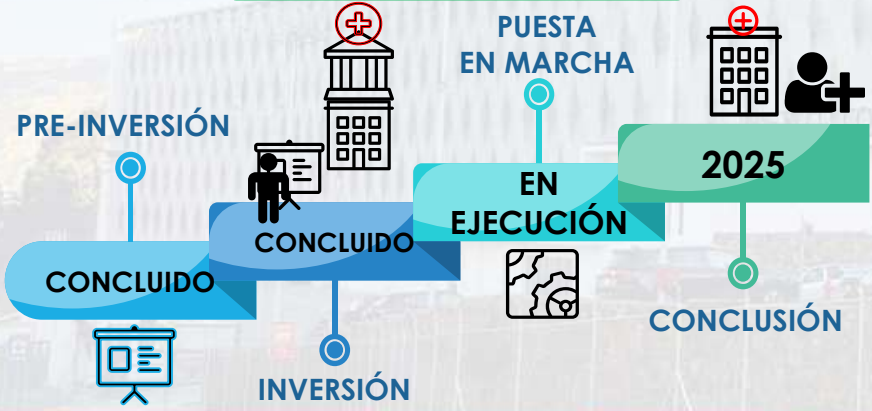 PRE-INVERSIÓN
CONCLUIDO
CONCLUIDO
INVERSIÓN
PUESTA
EN MARCHA
EN
EJECUCIÓN
2025
CONCLUSIÓN